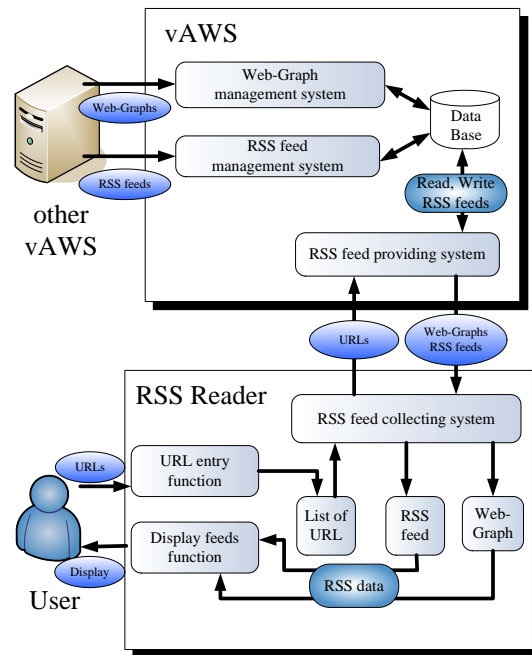 vAWS
Web-Graph
management system
Web-Graphs
Data
Base
RSS feed
management system
RSS feeds
Read, Write
RSS feeds
other
vAWS
RSS feed providing system
URLs
Web-Graphs
RSS feeds
RSS Reader
RSS feed collecting system
URLs
URL entry
function
List of
URL
RSS
feed
Web-
Graph
Display feeds
function
Display
RSS data
User